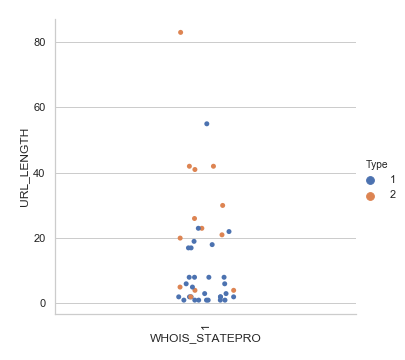 80
60
40
20
0
URL_LENGTH
1
WHOIS_STATEPRO
Type
1
2